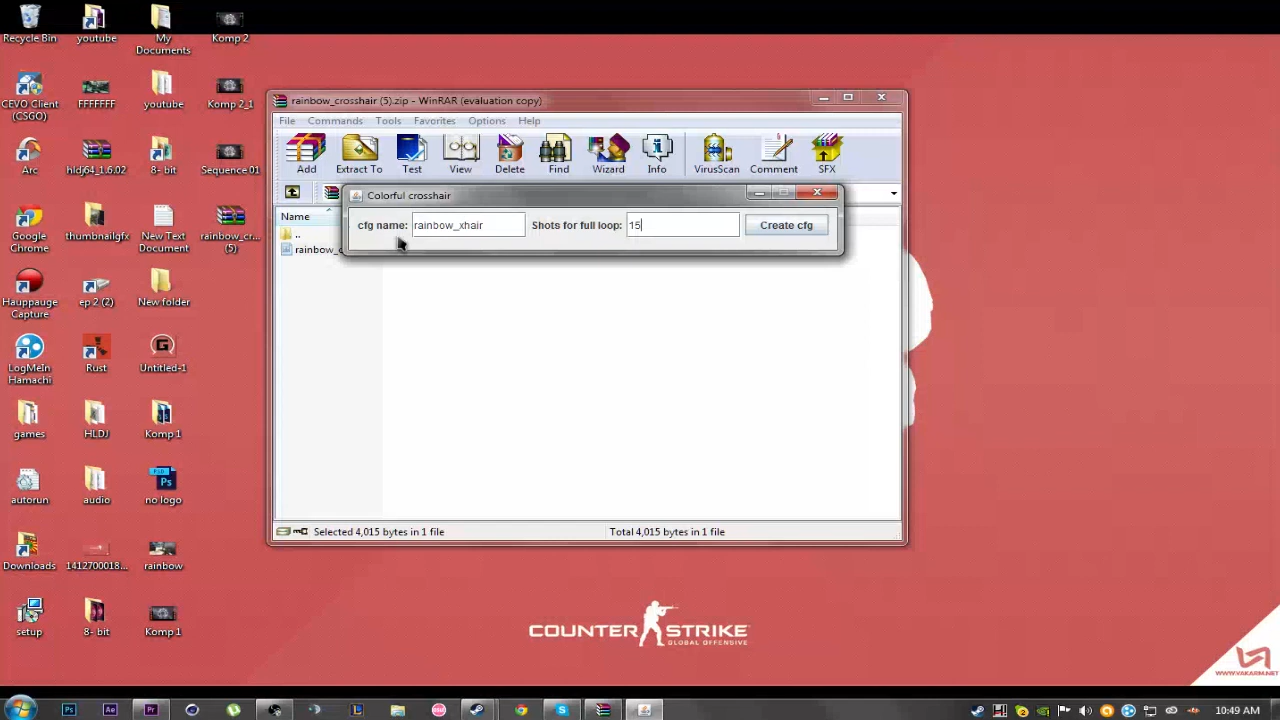 Recycle Bin
youtube
My Documents
Komp 2
CEVO Client (CSGO)
FFFFFF
youtube
Komp 2_1
Arc
hldj64_1.6.02
8- bit
Sequence 01
Google Chrome
thumbnailgfx
New Text Document
rainbow_cr... (5)
Hauppauge Capture
ep 2 (2)
New folder
LogMeIn Hamachi
Rust
Untitled-1
games
HLDJ
Komp 1
autorun
audio
no logo
Downloads
1412700018...
rainbow
setup
8- bit
Komp 1
rainbow_crosshair (5).zip - WinRAR (evaluation copy)
File Commands Tools Favorites Options Help
Add Extract To Test View Delete Find Wizard Info VirusScan Comment SFX
Colorful crosshair
cfg name: rainbow_xhair Shots for full loop: 15 Create cfg
Name
..
Selected 4,015 bytes in 1 file
Total 4,015 bytes in 1 file
COUNTER STRIKE
GLOBAL OFFENSIVE
WWW.VAKARM.NET
10:49 AM